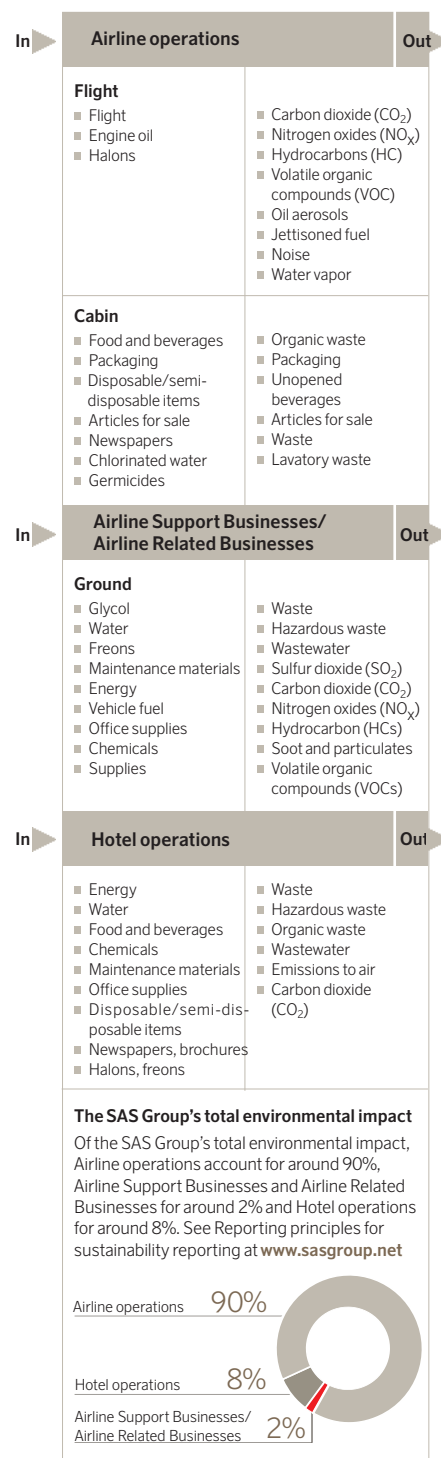 In
Airline operations
Out
Flight
Flight
Engine oil
Halons
Carbon dioxide (CO2)
Nitrogen oxides (NOX)
Hydrocarbons (HC)
Volatile organic
compounds (VOC)
Oil aerosols
Jettisoned fuel
Noise
Water vapor
Cabin
Food and beverages
Packaging
Disposable/semi-
disposable items
Articles for sale
Newspapers
Chlorinated water
Germicides
Organic waste
Packaging
Unopened
beverages
Articles for sale
Waste
Lavatory waste
In
Airline Support Businesses/
Airline Related Businesses
Out
Ground
Glycol
Water
Freons
Maintenance materials
Energy
Vehicle fuel
Office supplies
Chemicals
Supplies
Waste
Hazardous waste
Wastewater
Sulfur dioxide (SO2)
Carbon dioxide (CO2)
Nitrogen oxides (NOX)
Hydrocarbon (HCs)
Soot and particulates
Volatile organic
compounds (VOCs)
In
Hotel operations
Out
Energy
Water
Food and beverages
Chemicals
Maintenance materials
Office supplies
Disposable/semi-dis-
posable items
Newspapers, brochures
Halons, freons
Waste
Hazardous waste
Organic waste
Wastewater
Emissions to air
Carbon dioxide
(CO2)
The SAS Group's total environmental impact
Of the SAS Group's total environmental impact,
Airline operations account for around 90%,
Airline Support Businesses and Airline Related
Businesses for around 2% and Hotel operations
for around 8%. See Reporting principles for
sustainability reporting at www.sasgroup.net
Airline operations 90%
Hotel operations 8%
Airline Support Businesses/
Airline Related Businesses 2%